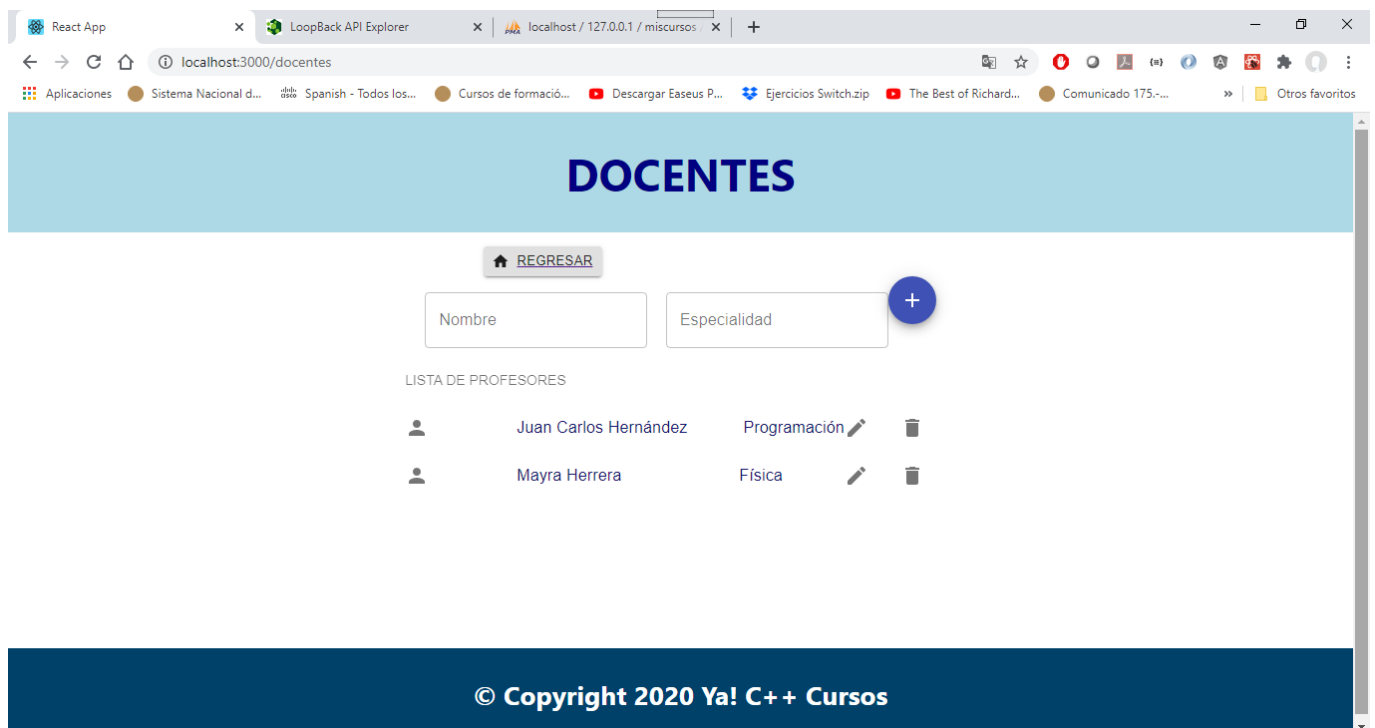 React App
LoopBack API Explorer
localhost / 127.0.0.1 / miscursos /
localhost:3000/docentes
Aplicaciones
Sistema Nacional d...
Spanish - Todos los...
Cursos de formació...
Descargar Easeus P...
Ejercicios Switch.zip
The Best of Richard...
Comunicado 175.-...
»
Otros favoritos
DOCENTES
REGRESAR
Nombre Especialidad
LISTA DE PROFESORES
Juan Carlos Hernández Programación
Mayra Herrera Física
© Copyright 2020 Ya! C++ Cursos